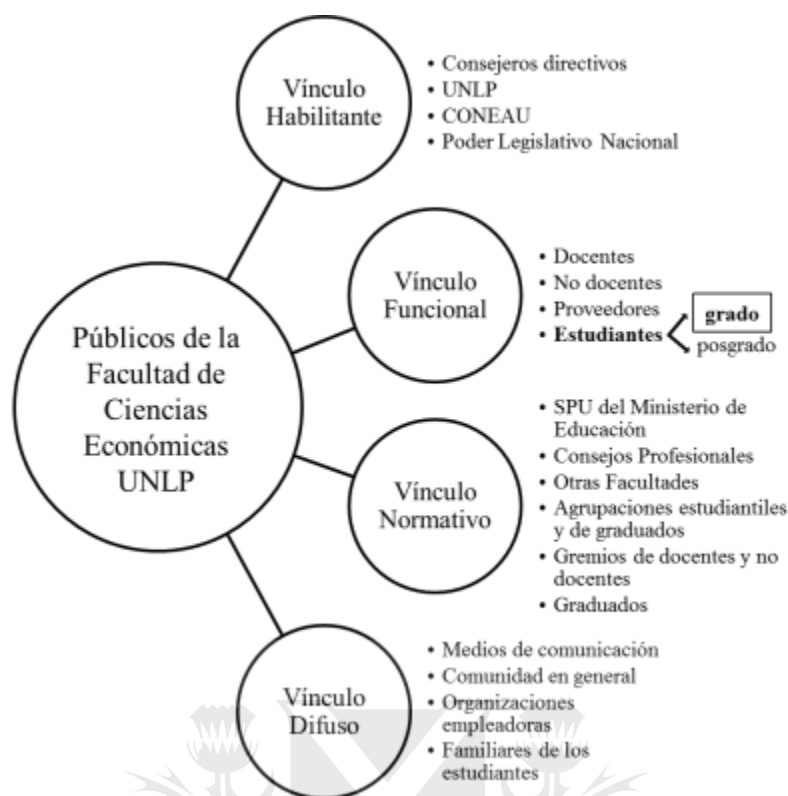 Vínculo
Habilitante
• Consejeros directivos
• UNLP
• CONEAU
• Poder Legislativo Nacional
Públicos de la
Facultad de
Ciencias
Económicas
UNLP
Vínculo
Funcional
• Docentes
• No docentes
• Proveedores
• Estudiantes
grado
posgrado
Vínculo
Normativo
• SPU del Ministerio de
Educación
• Consejos Profesionales
• Otras Facultades
• Agrupaciones estudiantiles
y de graduados
• Gremios de docentes y no
docentes
• Graduados
Vínculo
Difuso
• Medios de comunicación
• Comunidad en general
• Organizaciones
empleadoras
• Familiares de los
estudiantes